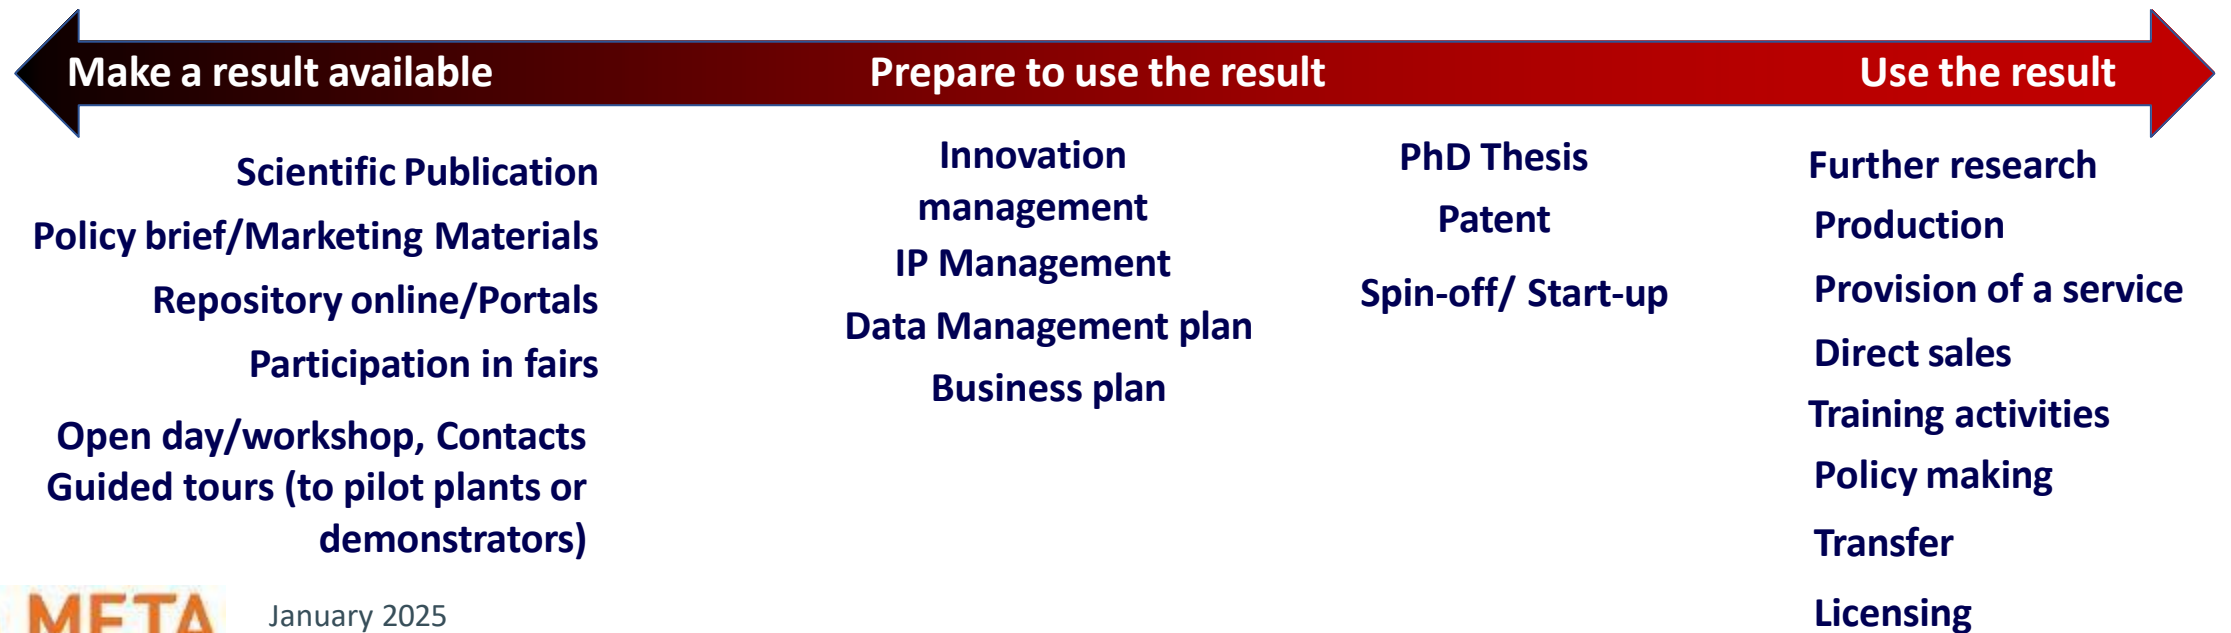 Make a result available
Prepare to use the result
Use the result
Scientific Publication
Policy brief/Marketing Materials
Repository online/Portals
Participation in fairs
Open day/workshop, Contacts
Guided tours (to pilot plants or
demonstrators)
Innovation
management
IP Management
Data Management plan
Business plan
PhD Thesis
Patent
Spin-off/ Start-up
Further research
Production
Provision of a service
Direct sales
Training activities
Policy making
Transfer
Licensing
META
January 2025